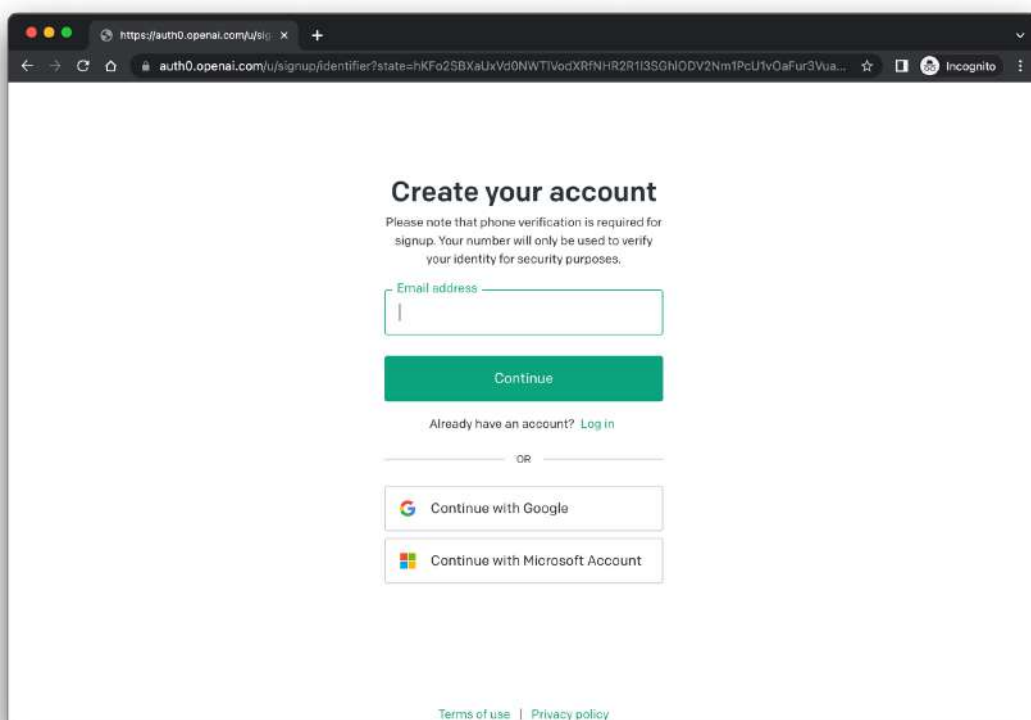 https://auth0.openai.com/u/sig
auth0.openai.com/u/signup/identifier?state=
Incognito
Create your account
Please note that phone verification is required for
signup. Your number will only be used to verify
your identity for security purposes.
Email address
Continue
Already have an account? Log in
OR
Continue with Google
Continue with Microsoft Account
Terms of use | Privacy policy